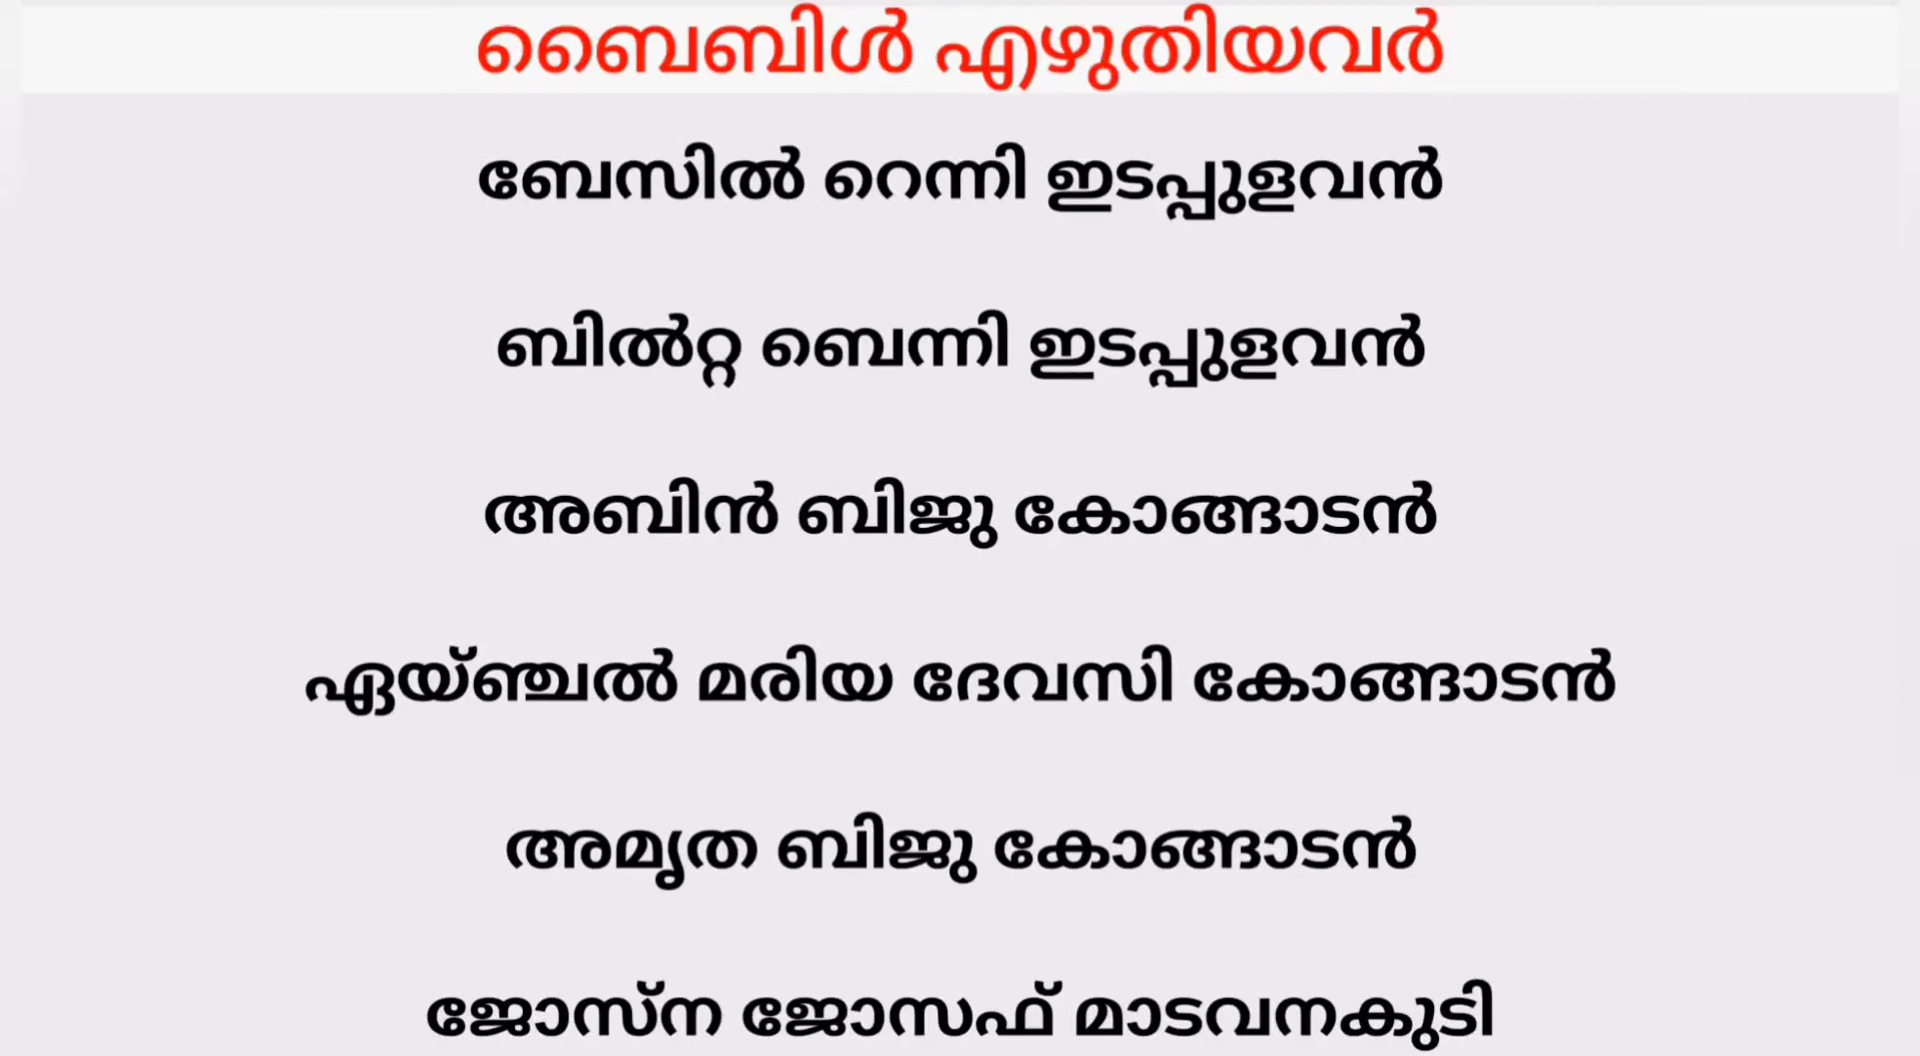 ബൈബിൾ എഴുതിയവർ
ബേസിൽ റെന്നി ഇടപ്പുളവൻ
ബിൽറ്റ ബെന്നി ഇടപ്പുളവൻ
അബിൻ ബിജു കോങ്ങാടൻ
ഏയ്ഞ്ചൽ മരിയ ദേവസി കോങ്ങാടൻ
അമൃത ബിജു കോങ്ങാടൻ
ജോസ്ന ജോസഫ് മാടവനകുടി